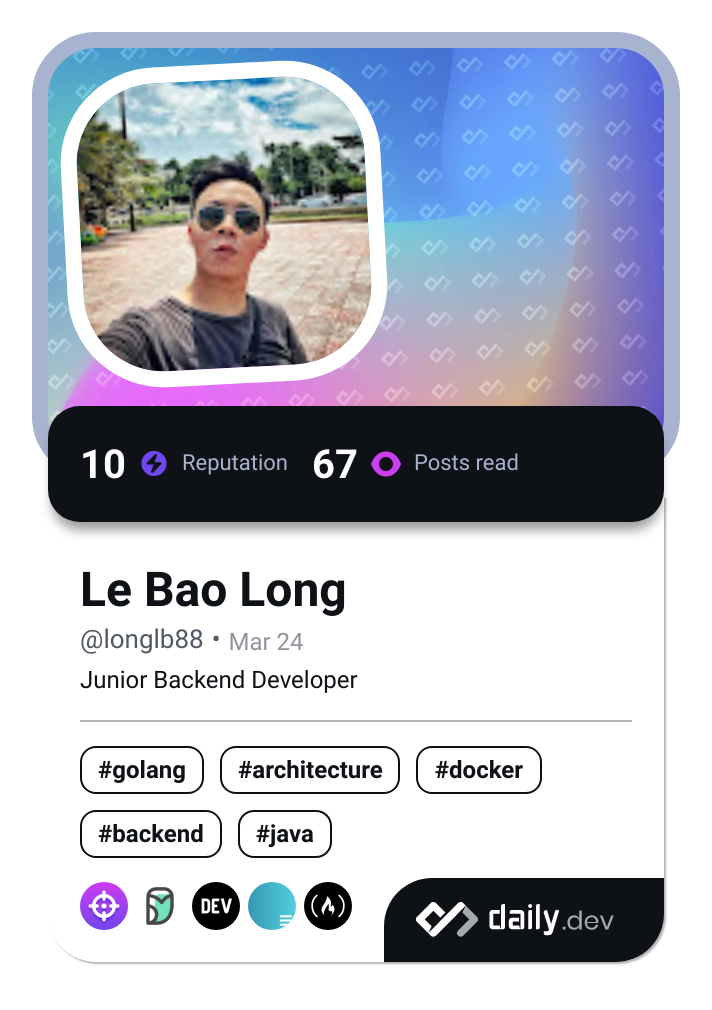 10 Reputation 67 Posts read
Le Bao Long
@longlb88 • Mar 24
Junior Backend Developer
#golang #architecture #docker
#backend #java
DEV
daily.dev